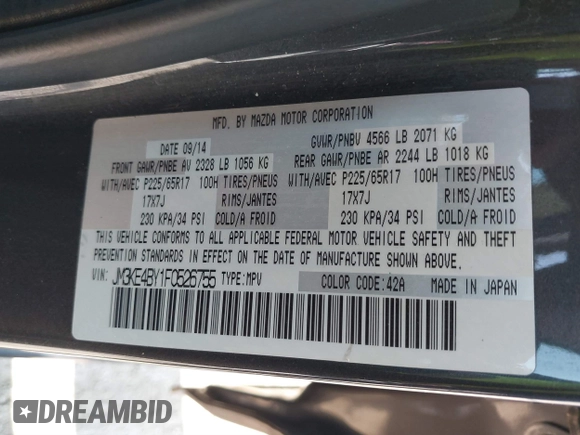 MFD. BY MAZDA MOTOR CORPORATION
DATE 09/14 GVWR/PNBV 4566 LB 2071 KG
FRONT GAWR/PNBE AV 2328 LB 1056 KG REAR GAWR/PNBE AR 2244 LB 1018 KG
WITH/AVEC P225/65R17 100H TIRES/PNEUS WITH/AVEC P225/65R17 100H TIRES/PNEUS
17X7J RIMS/JANTES 17X7J RIMS/JANTES
230 KPA/34 PSI COLD/A FROID 230 KPA/34 PSI COLD/A FROID
THIS VEHICLE CONFORMS TO ALL APPLICABLE FEDERAL MOTOR VEHICLE SAFETY AND THEFT
PREVENTION STANDARDS IN EFFECT ON THE DATE OF MANUFACTURE SHOWN ABOVE.
VIN: JM3KE4BY1F0526755 TYPE:MPV COLOR CODE:42A MADE IN JAPAN
DREAMBID